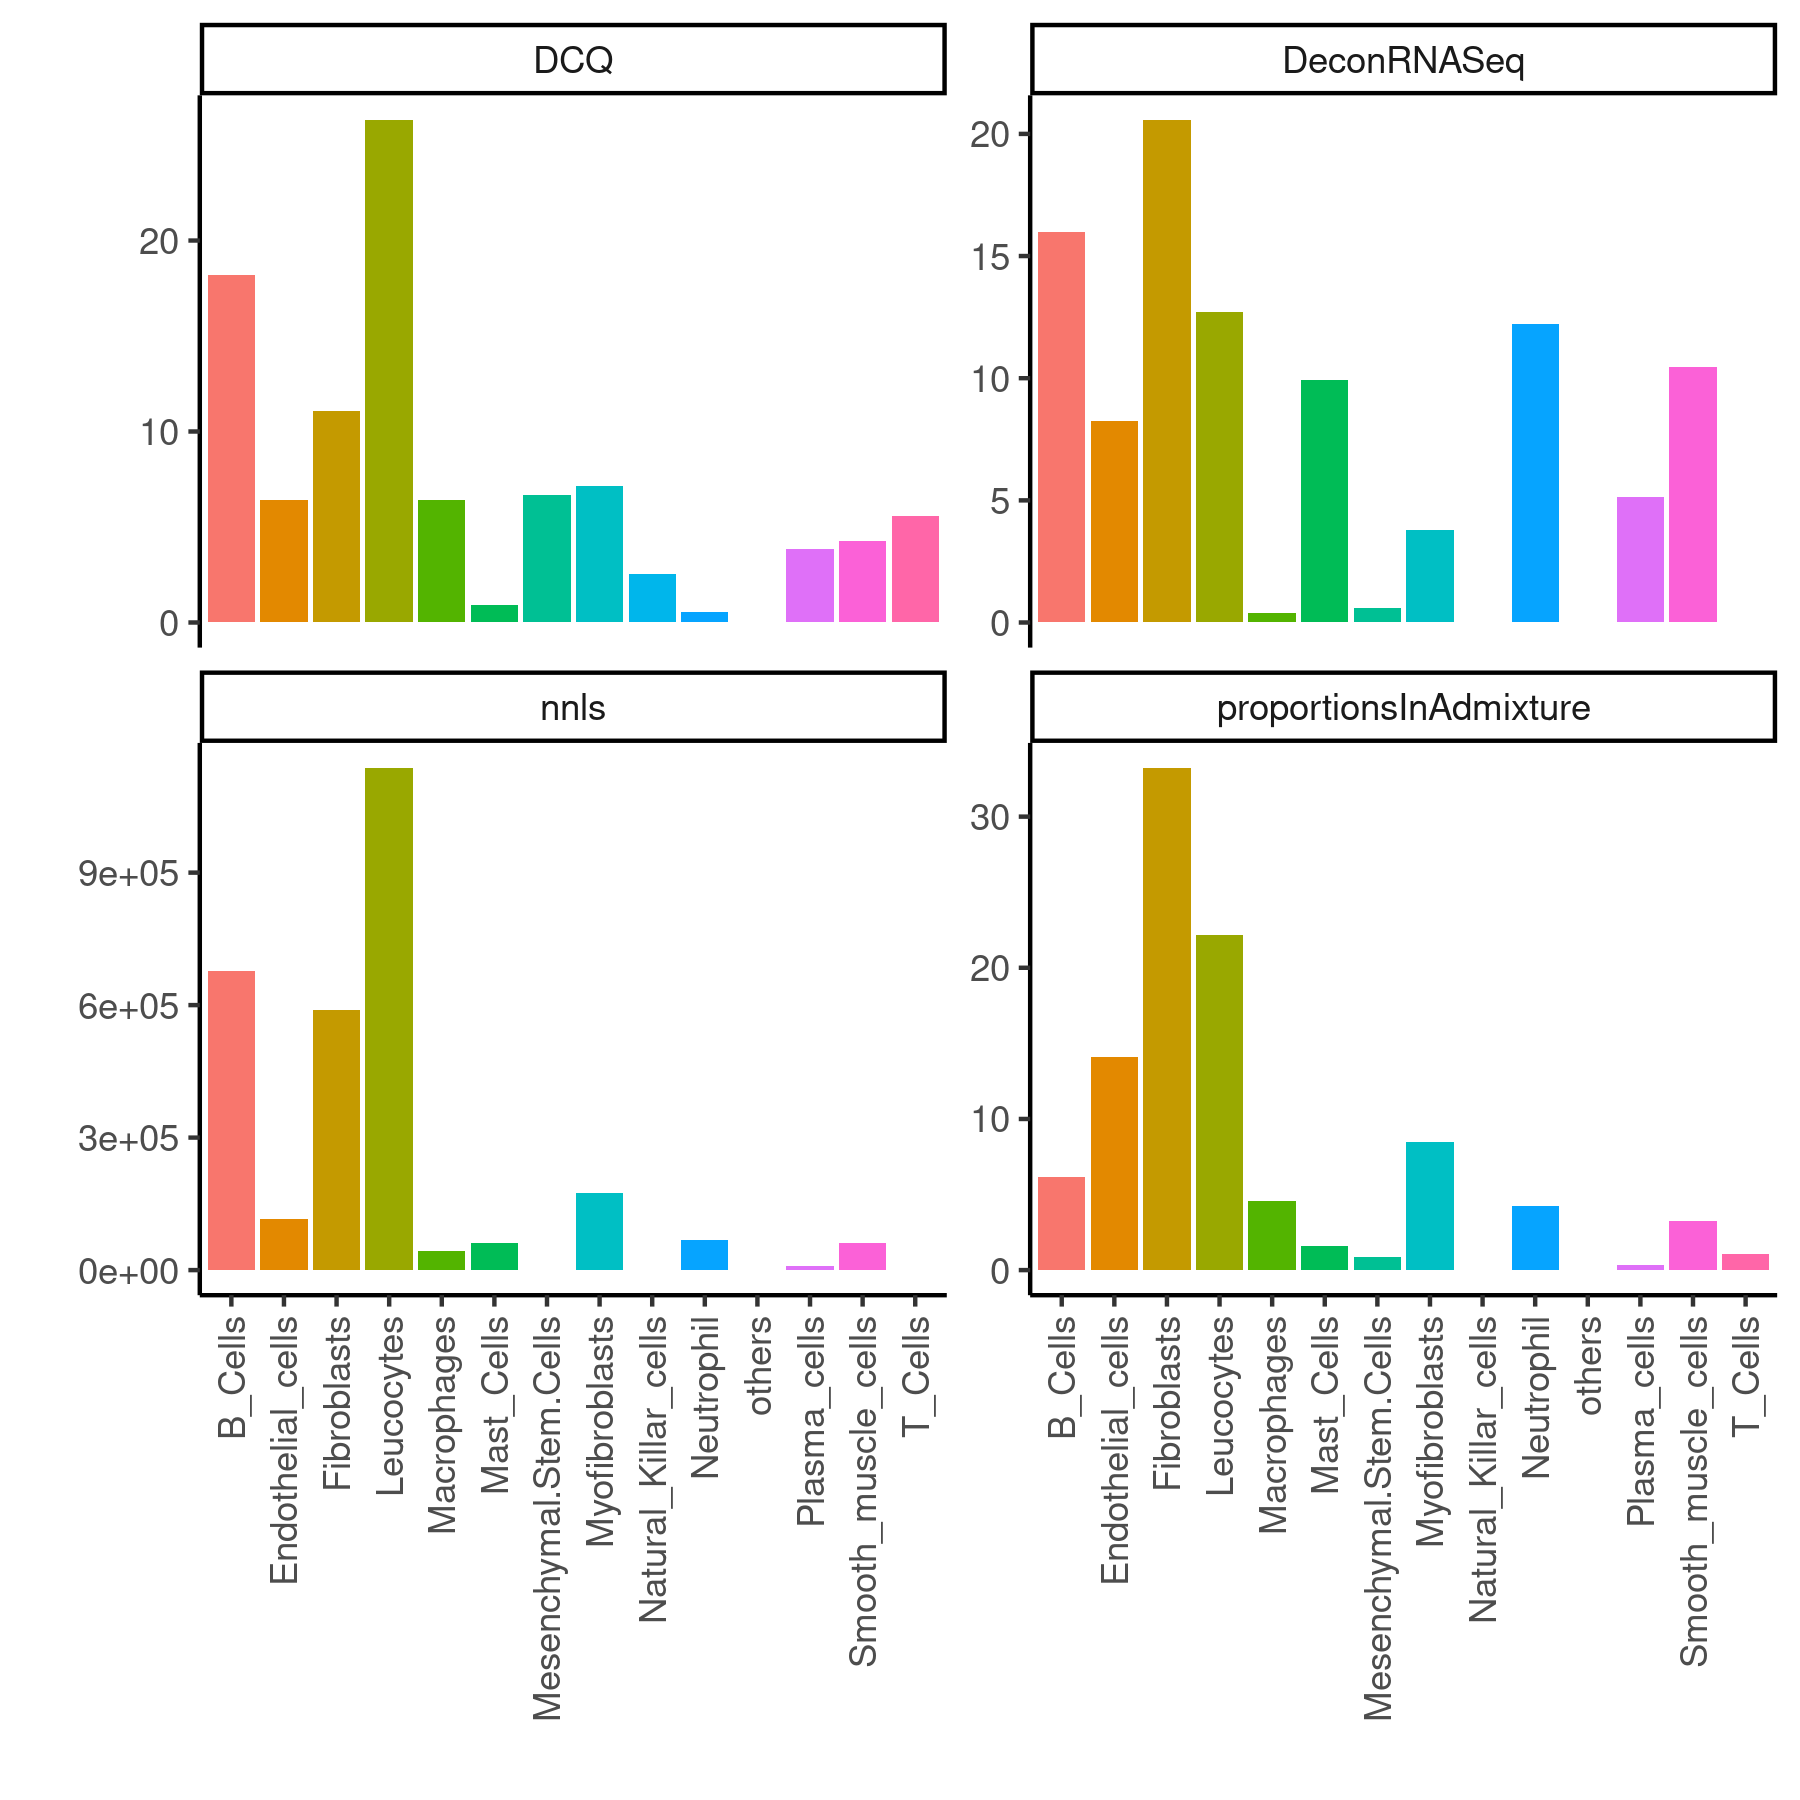 DCQ
20
10
0
DeconRNASeq
20
15
10
5
0
nnls
9e+05
6e+05
3e+05
0e+00
proportionsInAdmixture
30
20
10
0
B_Cells
Endothelial_cells
Fibroblasts
Leucocytes
Macrophages
Mast_Cells
Mesenchymal.Stem.Cells
Myofibroblasts
Natural_Killar_cells
Neutrophil
others
Plasma_cells
Smooth_muscle_cells
T_Cells
B_Cells
Endothelial_cells
Fibroblasts
Leucocytes
Macrophages
Mast_Cells
Mesenchymal.Stem.Cells
Myofibroblasts
Natural_Killar_cells
Neutrophil
others
Plasma_cells
Smooth_muscle_cells
T_Cells